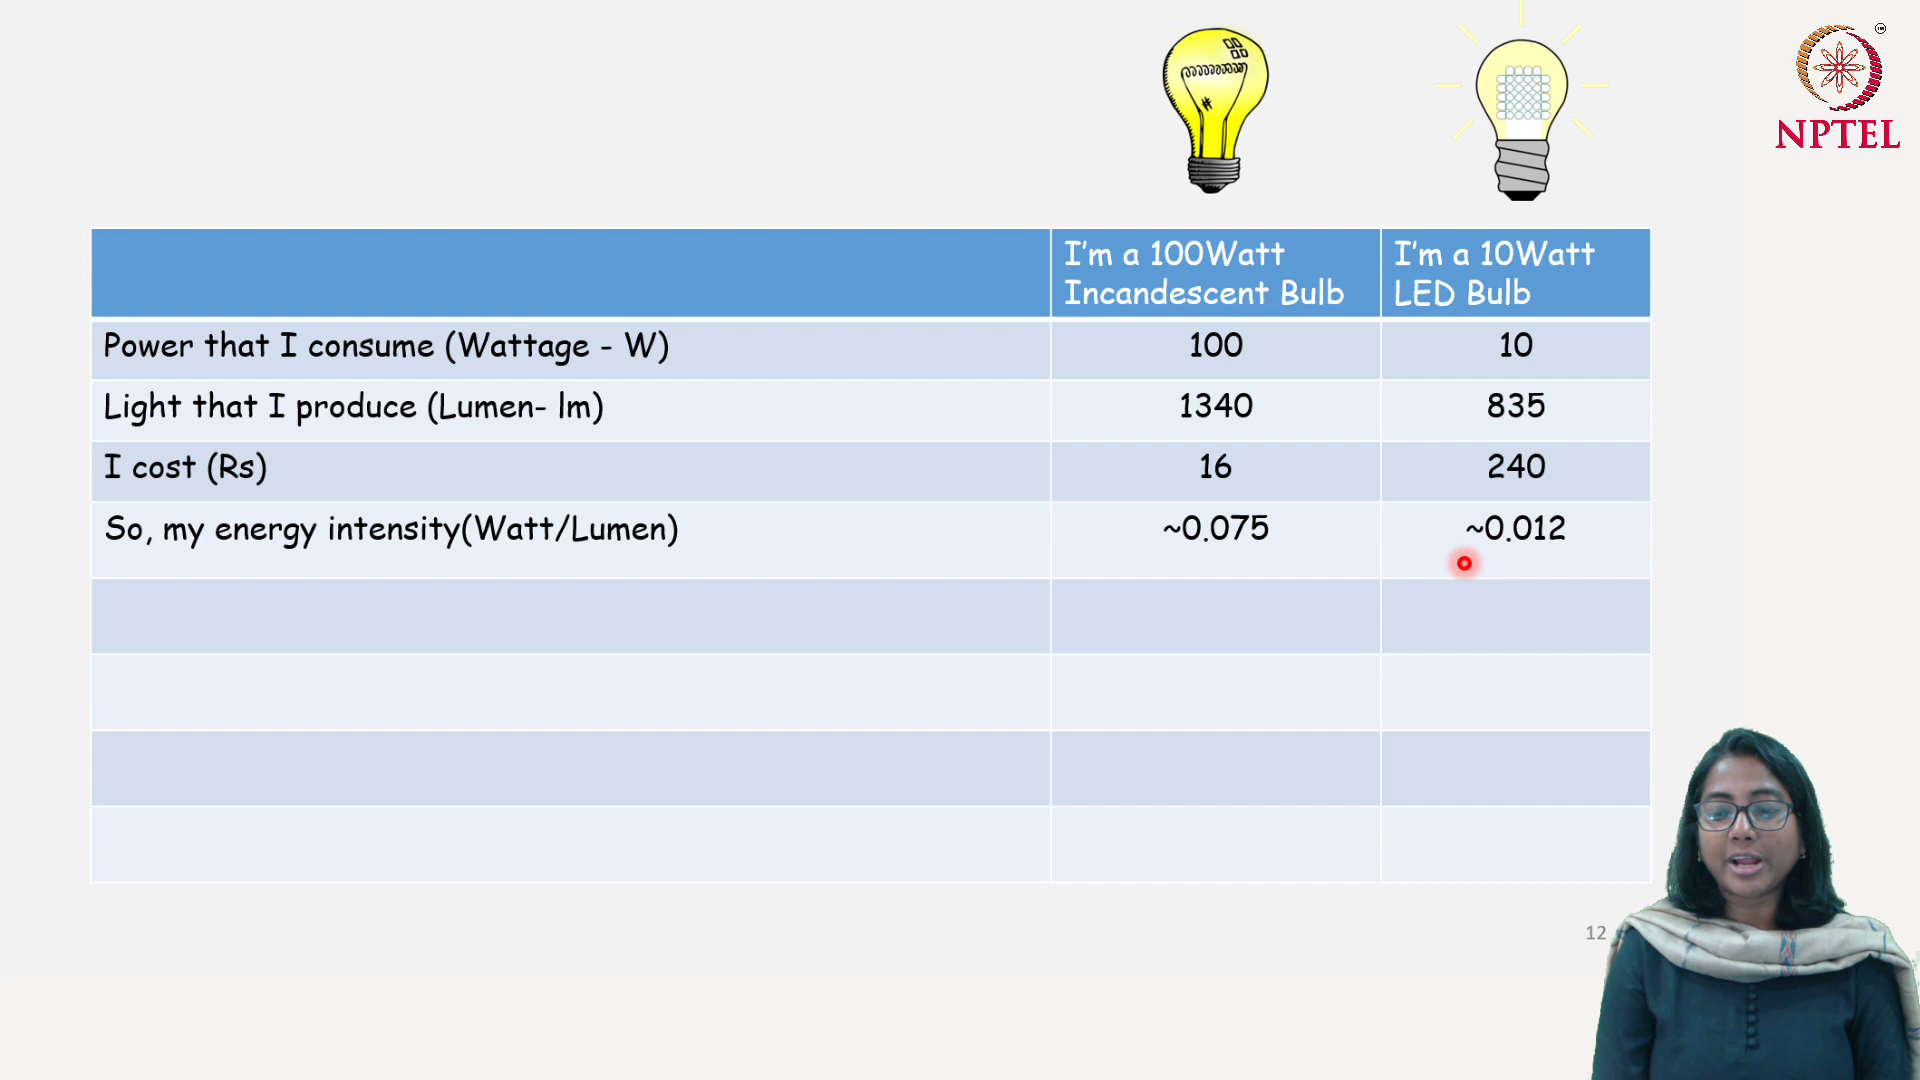 NPTEL
I'm a 100Watt
Incandescent Bulb
I'm a 10Watt
LED Bulb
Power that I consume (Wattage - W) 100 10
Light that I produce (Lumen- lm) 1340 835
I cost (Rs) 16 240
So, my energy intensity(Watt/Lumen) ~0.075 ~0.012
12